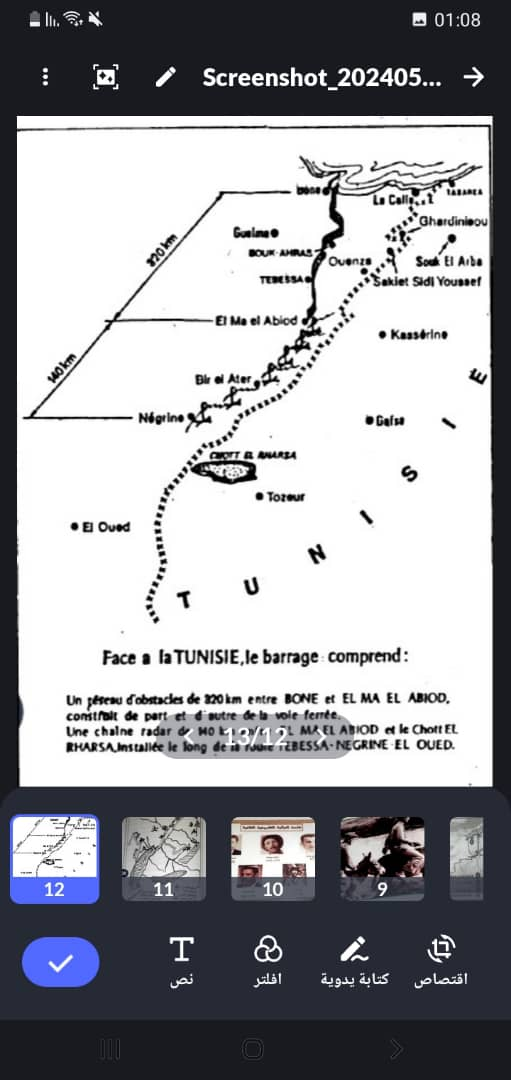 01:08
Screenshot_202405...
Bône
La Calle
TABARCA
Ghardinieou
Guelma
SOUK-AHRAS
Ouenza
Souk El Arba
TEBESSA
Sakiet Sidi Youssef
320 km
El Ma el Abiod
Kassérine
140 km
Bir el Ater
Négrine
Gafsa
CHOTT EL RHARSA
Tozeur
El Oued
T U N I S I E
Face a la TUNISIE, le barrage comprend:
Un réseau d'obstacles de 320 km entre BONE et EL MA EL ABIOD,
de part et d'autre de la voie ferrée.
Une chaîne radar de 140 EL MA EL ABIOD et le Chott EL
RHARSA, installée le long de la route TEBESSA-NEGRINE-EL OUED.
13/12
12
11
10
9
نص
افلتر
كتابة يدوية
اقتصاص